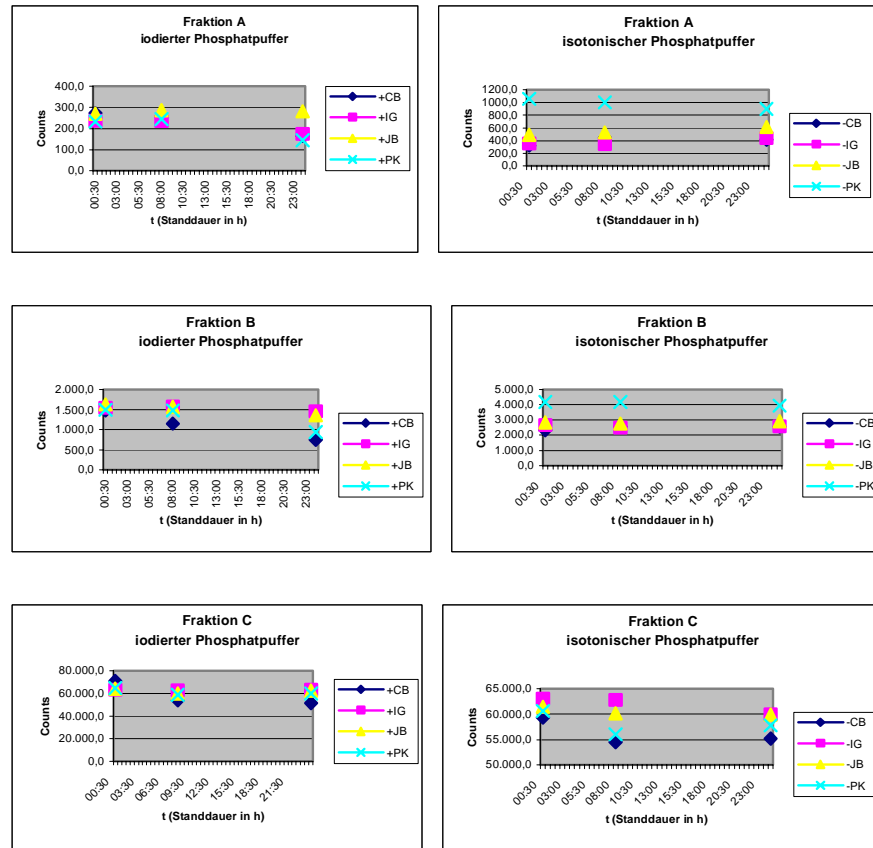 Fraktion A
iodierter Phosphatpuffer
400,0
300,0
200,0
100,0
0,0
Counts
00:30
03:00
05:30
08:00
10:30
13:00
15:30
18:00
20:30
23:00
t (Standdauer in h)
+CB
+IG
+JB
+PK
Fraktion A
isotonischer Phosphatpuffer
1200,0
1000,0
800,0
600,0
400,0
200,0
0,0
Counts
00:30
03:00
05:30
08:00
10:30
13:00
15:30
18:00
20:30
23:00
t (Standdauer in h)
-CB
-IG
-JB
-PK
Fraktion B
iodierter Phosphatpuffer
2.000,0
1.500,0
1.000,0
500,0
0,0
Counts
00:30
03:00
05:30
08:00
10:30
13:00
15:30
18:00
20:30
23:00
t (Standdauer in h)
+CB
+IG
+JB
+PK
Fraktion B
isotonischer Phosphatpuffer
5.000,0
4.000,0
3.000,0
2.000,0
1.000,0
0,0
Counts
00:30
03:00
05:30
08:00
10:30
13:00
15:30
18:00
20:30
23:00
t (Standdauer in h)
-CB
-IG
-JB
-PK
Fraktion C
iodierter Phosphatpuffer
80.000,0
60.000,0
40.000,0
20.000,0
0,0
Counts
00:30
03:30
06:30
09:30
12:30
15:30
18:30
21:30
t (Standdauer in h)
+CB
+IG
+JB
+PK
Fraktion C
isotonischer Phosphatpuffer
65.000,0
60.000,0
55.000,0
50.000,0
Counts
00:30
03:00
05:30
08:00
10:30
13:00
15:30
18:00
20:30
23:00
t (Standdauer in h)
-CB
-IG
-JB
-PK